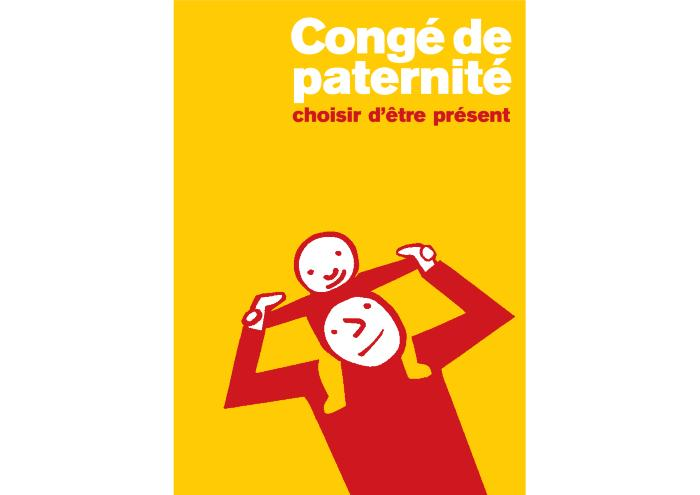 Congé de
paternité
choisir d’être présent